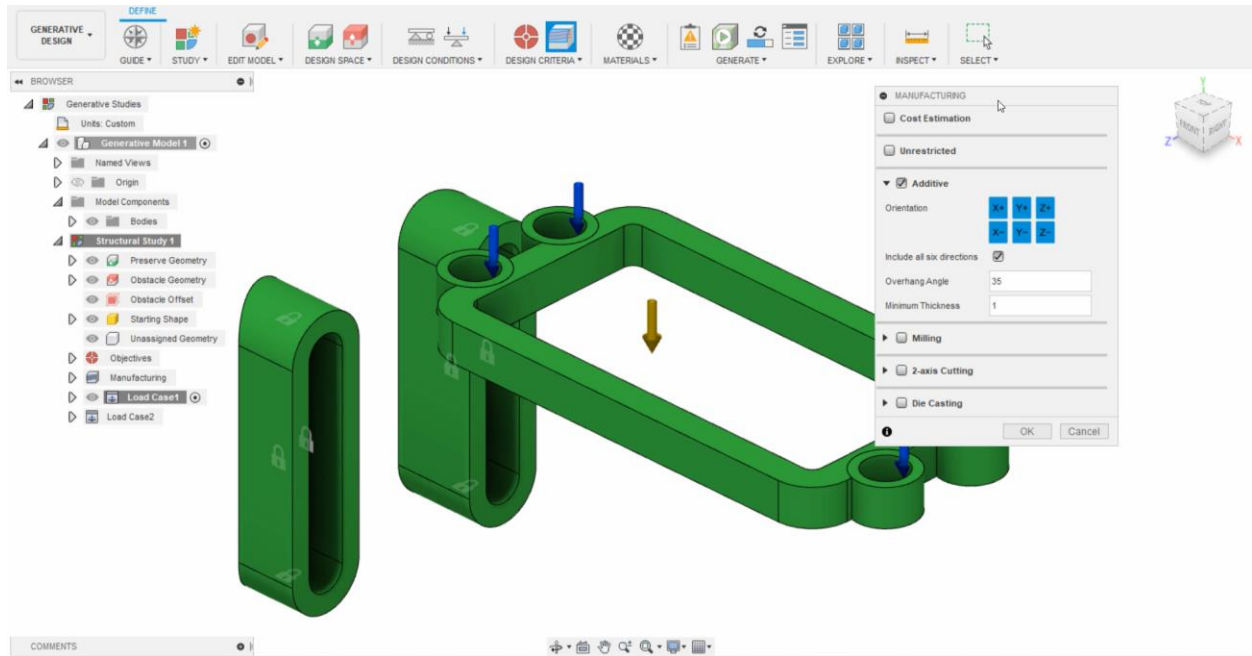 DEFINE
GENERATIVE DESIGN
GUIDE
STUDY
EDIT MODEL
DESIGN SPACE
DESIGN CONDITIONS
DESIGN CRITERIA
MATERIALS
GENERATE
EXPLORE
INSPECT
SELECT
BROWSER
Generative Studies
Units: Custom
Generative Model 1
Named Views
Origin
Model Components
Bodies
Structural Study 1
Preserve Geometry
Obstacle Geometry
Obstacle Offset
Starting Shape
Unassigned Geometry
Objectives
Manufacturing
Load Case1
Load Case2
MANUFACTURING
Cost Estimation
Unrestricted
Additive
Orientation
X+ Y+ Z+
X- Y- Z-
Include all six directions
Overhang Angle 35
Minimum Thickness 1
Milling
2-axis Cutting
Die Casting
OK Cancel
Y
FRONT RIGHT
Z X
COMMENTS